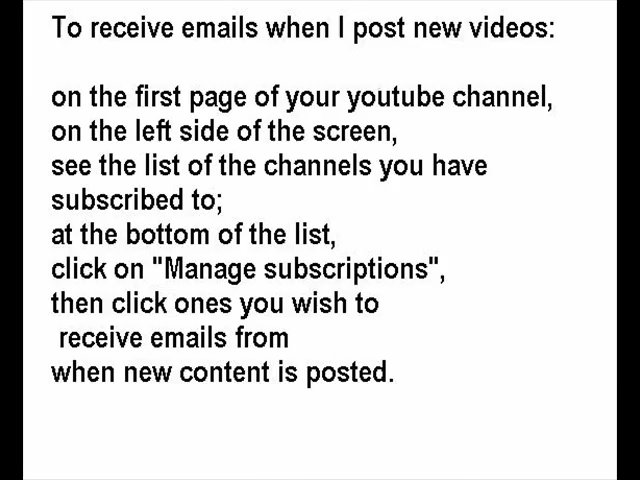 To receive emails when I post new videos:
on the first page of your youtube channel,
on the left side of the screen,
see the list of the channels you have
subscribed to;
at the bottom of the list,
click on "Manage subscriptions",
then click ones you wish to
receive emails from
when new content is posted.